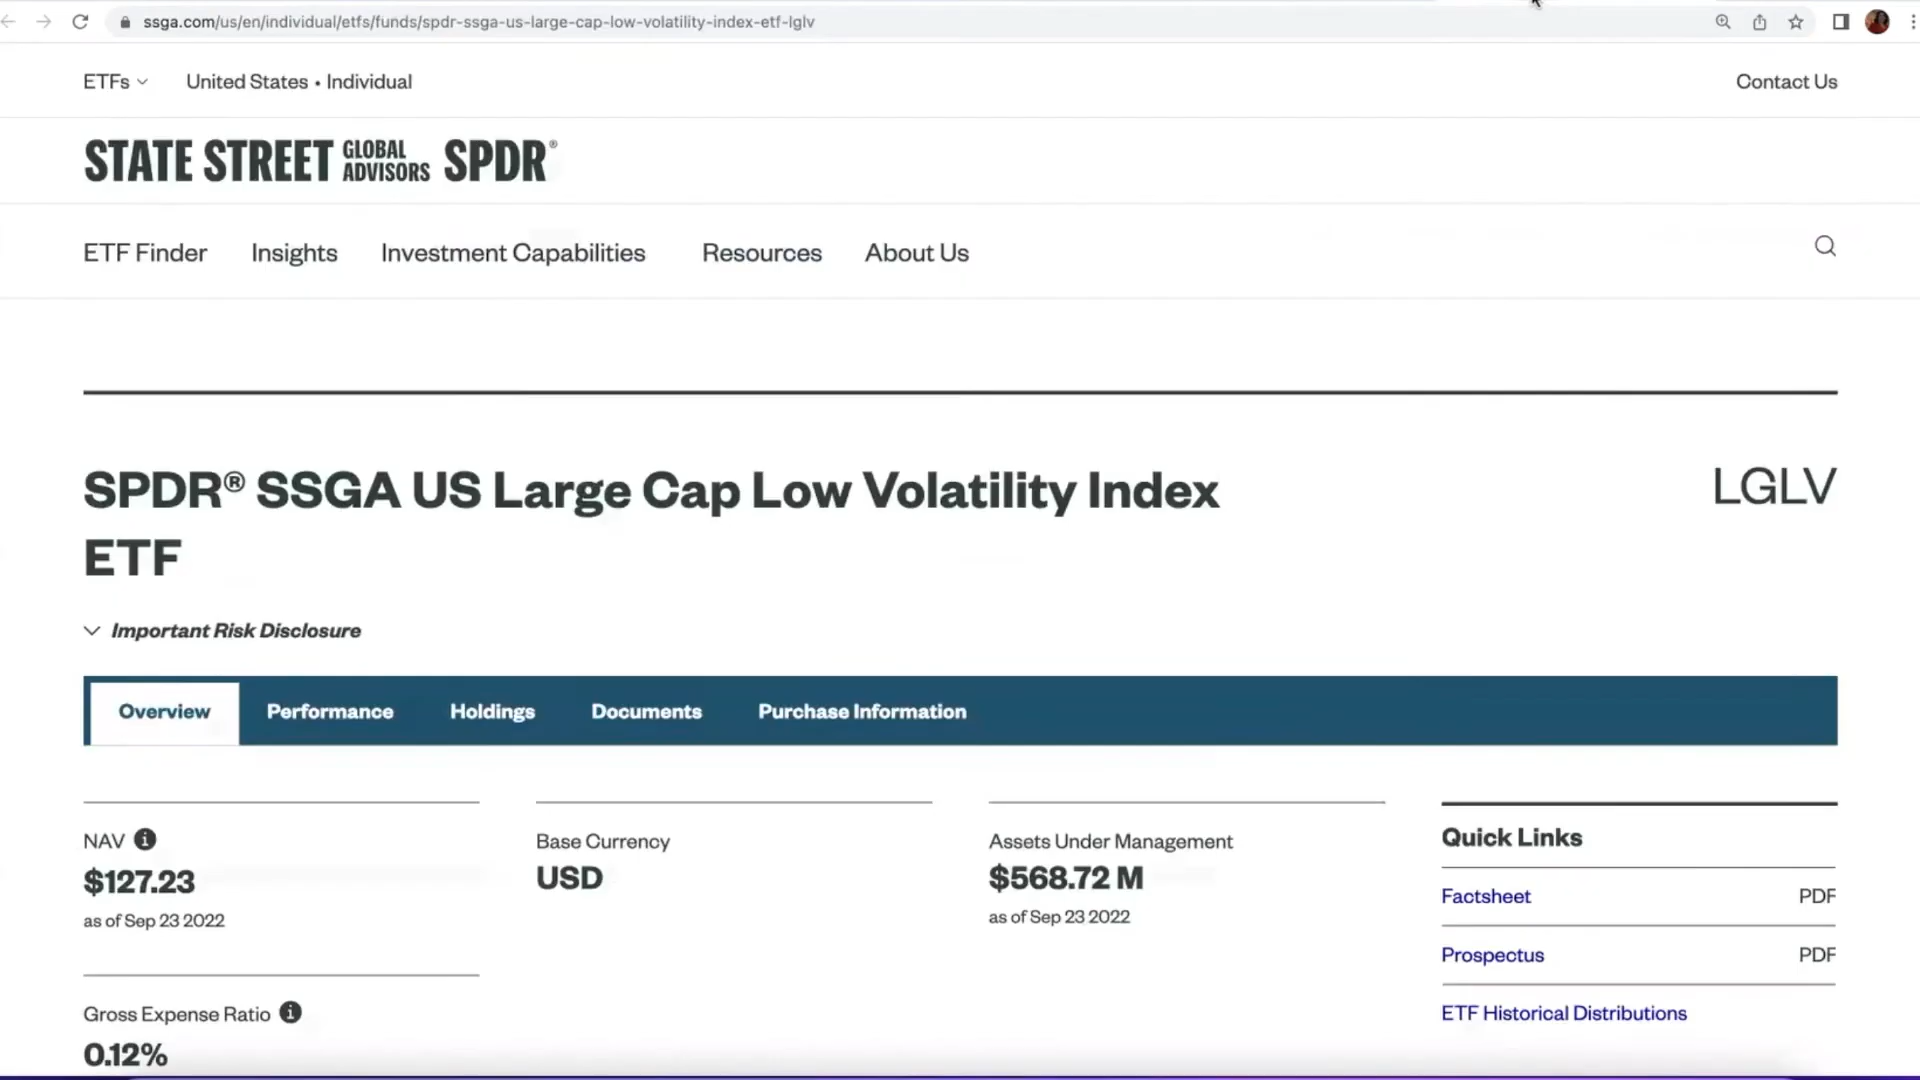 ssga.com/us/en/individual/etfs/funds/spdr-ssga-us-large-cap-low-volatility-index-etf-lglv
ETFs United States • Individual Contact Us
STATE STREET GLOBAL ADVISORS SPDR®
ETF Finder Insights Investment Capabilities Resources About Us
SPDR® SSGA US Large Cap Low Volatility Index LGLV
ETF
Important Risk Disclosure
Overview Performance Holdings Documents Purchase Information
NAV
$127.23
as of Sep 23 2022
Base Currency
USD
Assets Under Management
$568.72 M
as of Sep 23 2022
Gross Expense Ratio
0.12%
Quick Links
Factsheet PDF
Prospectus PDF
ETF Historical Distributions